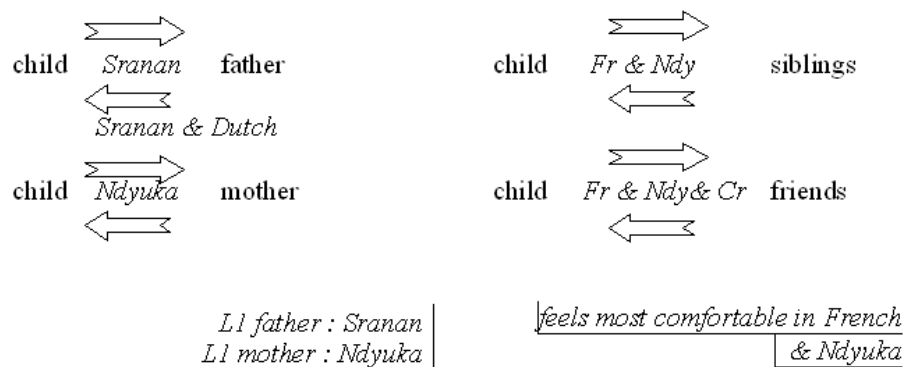 child Sranan father
Sranan & Dutch
child Ndyuka mother
child Fr & Ndy siblings
child Fr & Ndy& Cr friends
L1 father : Sranan
L1 mother : Ndyuka
feels most comfortable in French
& Ndyuka